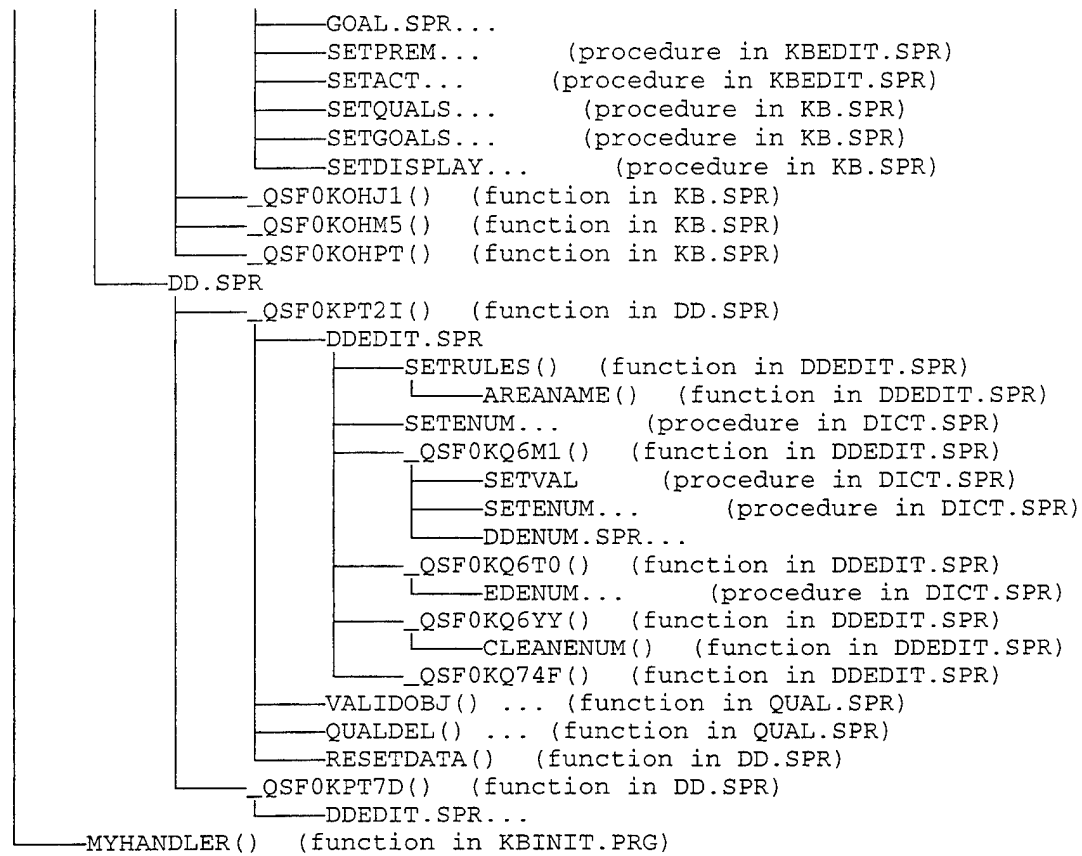 GOAL.SPR...
SETPREM... (procedure in KBEDIT.SPR)
SETACT... (procedure in KBEDIT.SPR)
SETQUALS... (procedure in KB.SPR)
SETGOALS... (procedure in KB.SPR)
SETDISPLAY... (procedure in KB.SPR)
_QSF0KOHJ1() (function in KB.SPR)
_QSF0KOHM5() (function in KB.SPR)
_QSF0KOHPT() (function in KB.SPR)
DD.SPR
_QSF0KPT2I() (function in DD.SPR)
DDEDIT.SPR
SETRULES() (function in DDEDIT.SPR)
AREANAME() (function in DDEDIT.SPR)
SETENUM... (procedure in DICT.SPR)
_QSF0KQ6M1() (function in DDEDIT.SPR)
SETVAL (procedure in DICT.SPR)
SETENUM... (procedure in DICT.SPR)
DDENUM.SPR...
_QSF0KQ6T0() (function in DDEDIT.SPR)
EDENUM... (procedure in DICT.SPR)
_QSF0KQ6YY() (function in DDEDIT.SPR)
CLEANENUM() (function in DDEDIT.SPR)
_QSF0KQ74F() (function in DDEDIT.SPR)
VALIDOBJ() ... (function in QUAL.SPR)
QUALDEL() ... (function in QUAL.SPR)
RESETDATA() (function in DD.SPR)
_QSF0KPT7D() (function in DD.SPR)
DDEDIT.SPR...
MYHANDLER() (function in KBINIT.PRG)